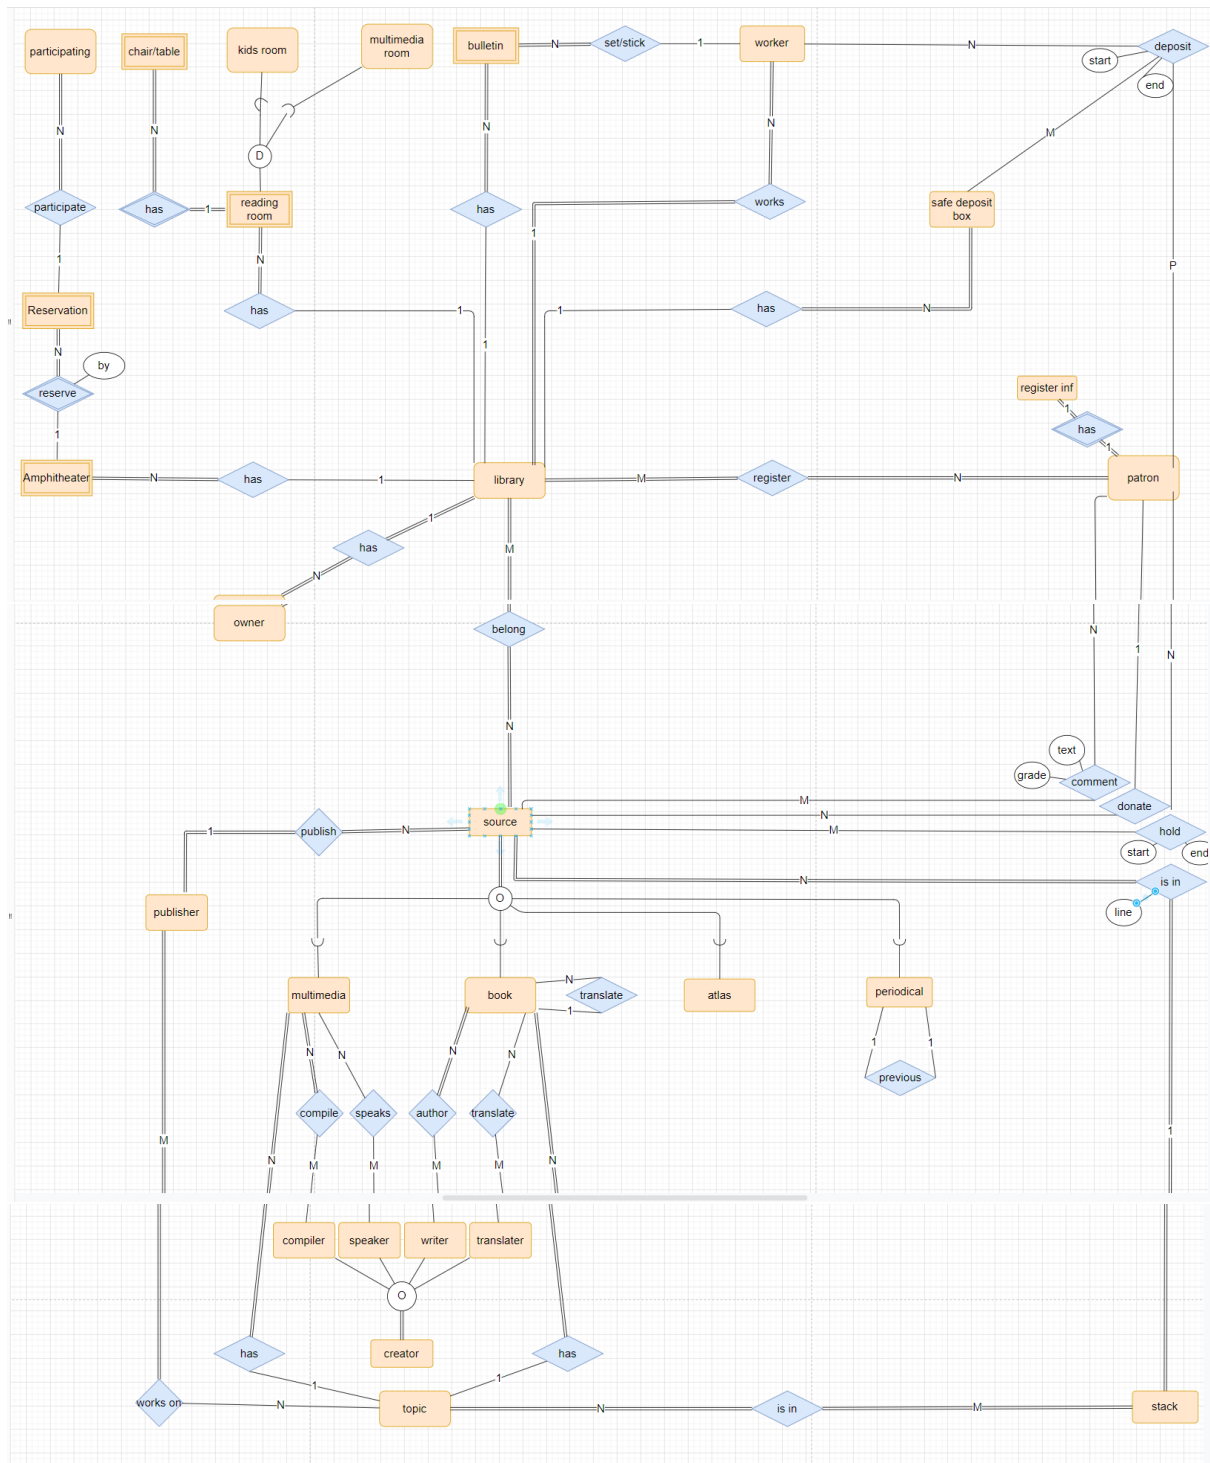 participating
chair/table
kids room
multimedia
room
bulletin
N
set/stick
1
worker
N
deposit
start
end
N
N
N
N
M
D
participate
has
1
reading
room
has
works
safe deposit
box
1
N
1
P
Reservation
has
1
1
has
N
N
1
by
reserve
register inf
1
has
1
1
Amphitheater
N
has
1
library
M
register
N
patron
1
has
M
N
owner
belong
N
1
N
N
text
grade
comment
donate
M
N
M
hold
start
end
source
publish
1
N
is in
N
line
publisher
O
multimedia
book
N
translate
1
atlas
periodical
N
N
N
N
1
1
previous
compile
speaks
author
translate
M
1
N
M
M
M
M
N
compiler
speaker
writer
translater
O
has
creator
has
1
1
works on
N
topic
N
is in
M
stack